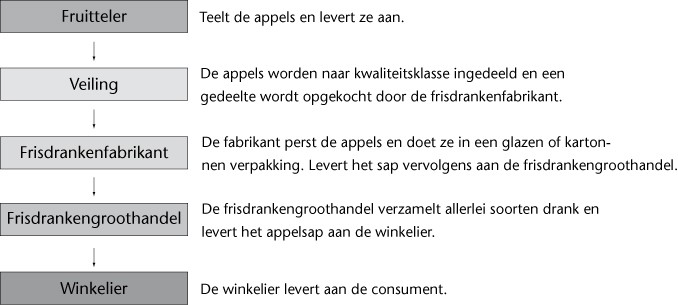 Fruitteler
Teelt de appels en levert ze aan.
Veiling
De appels worden naar kwaliteitsklasse ingedeeld en een
gedeelte wordt opgekocht door de frisdrankenfabrikant.
Frisdrankenfabrikant
De fabrikant perst de appels en doet ze in een glazen of karton-
nen verpakking. Levert het sap vervolgens aan de frisdrankengroothandel.
Frisdrankengroothandel
De frisdrankengroothandel verzamelt allerlei soorten drank en
levert het appelsap aan de winkelier.
Winkelier
De winkelier levert aan de consument.